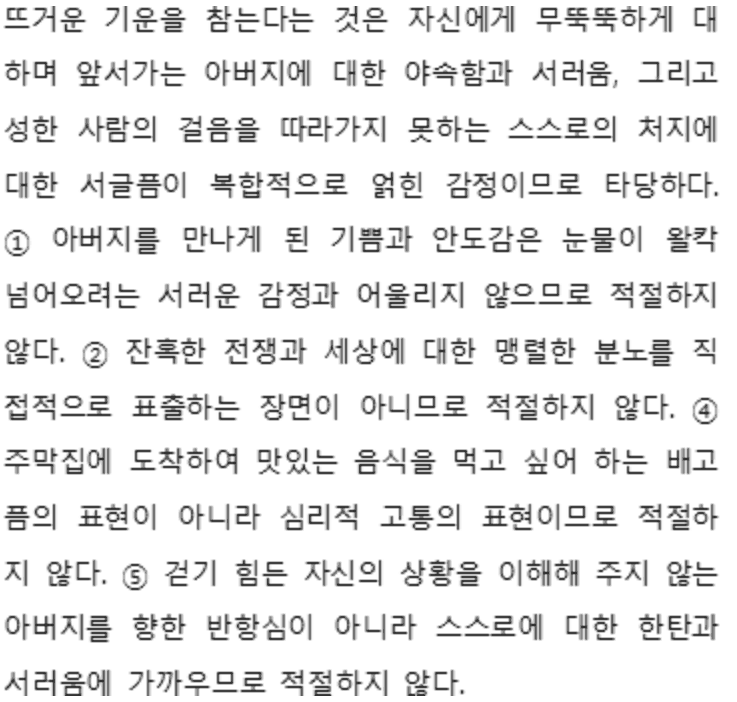 뜨거운 기운을 참는다는 것은 자신에게 무뚝뚝하게 대
하며 앞서가는 아버지에 대한 야속함과 서러움, 그리고
성한 사람의 걸음을 따라가지 못하는 스스로의 처지에
대한 서글픔이 복합적으로 얽힌 감정이므로 타당하다.
① 아버지를 만나게 된 기쁨과 안도감은 눈물이 왈칵
넘어오려는 서러운 감정과 어울리지 않으므로 적절하지
않다. ② 잔혹한 전쟁과 세상에 대한 맹렬한 분노를 직
접적으로 표출하는 장면이 아니므로 적절하지 않다. ④
주막집에 도착하여 맛있는 음식을 먹고 싶어 하는 배고
픔의 표현이 아니라 심리적 고통의 표현이므로 적절하
지 않다. ⑤ 걷기 힘든 자신의 상황을 이해해 주지 않는
아버지를 향한 반항심이 아니라 스스로에 대한 한탄과
서러움에 가까우므로 적절하지 않다.